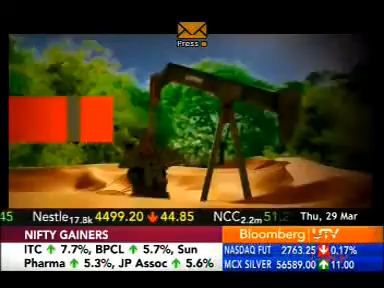 Press
45 Nestle 17.8k 4499.20 44.85 NCC 2.2m 51.2 Thu, 29 Mar
NIFTY GAINERS
Bloomberg UTV
ITC 7.7%, BPCL 5.7%, Sun
Pharma 5.3%, JP Assoc 5.6%
NASDAQ FUT 2763.25 0.17%
MCX SILVER 56589.00 11.00